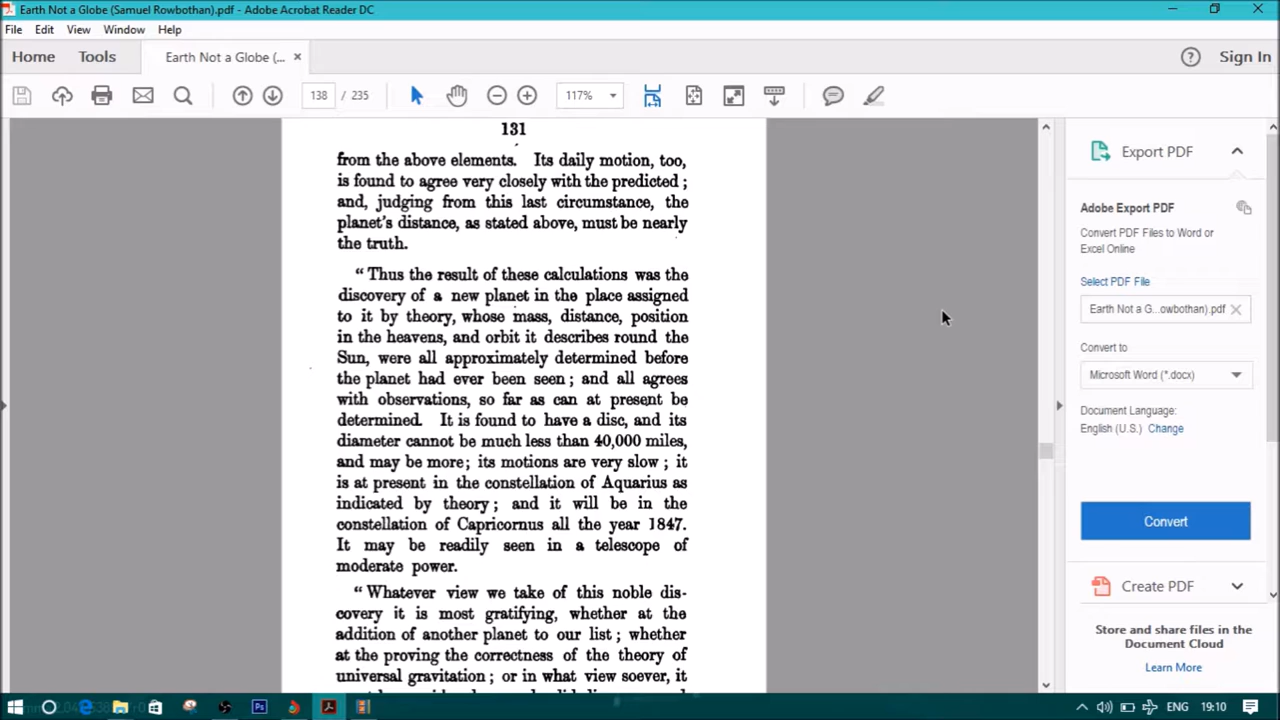 Earth Not a Globe (Samuel Rowbothan).pdf - Adobe Acrobat Reader DC
File Edit View Window Help
Home Tools Earth Not a Globe (... × ? Sign In
138 / 235 117%
131
from the above elements. Its daily motion, too,
is found to agree very closely with the predicted ;
and, judging from this last circumstance, the
planet's distance, as stated above, must be nearly
the truth.
“ Thus the result of these calculations was the
discovery of a new planet in the place assigned
to it by theory, whose mass, distance, position
in the heavens, and orbit it describes round the
Sun, were all approximately determined before
the planet had ever been seen ; and all agrees
with observations, so far as can at present be
determined. It is found to have a disc, and its
diameter cannot be much less than 40,000 miles,
and may be more; its motions are very slow ; it
is at present in the constellation of Aquarius as
indicated by theory ; and it will be in the
constellation of Capricornus all the year 1847.
It may be readily seen in a telescope of
moderate power.
“ Whatever view we take of this noble dis-
covery it is most gratifying, whether at the
addition of another planet to our list ; whether
at the proving the correctness of the theory of
universal gravitation ; or in what view soever, it
Export PDF
Adobe Export PDF
Convert PDF Files to Word or
Excel Online
Select PDF File
Earth Not a G...owbothan).pdf
Convert to
Microsoft Word (*.docx)
Document Language:
English (U.S.) Change
Convert
Create PDF
Store and share files in the
Document Cloud
Learn More
ENG 19:10